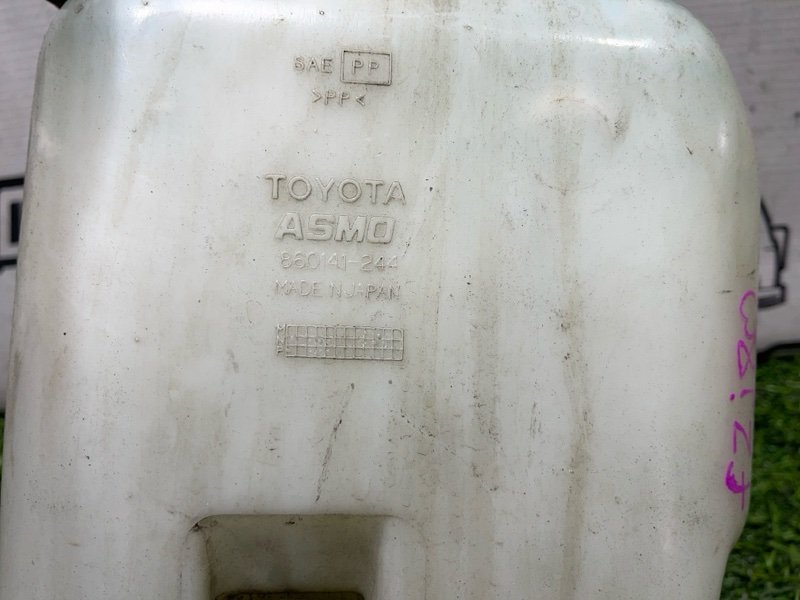 SAE PP
>PP<
TOYOTA
ASMO
860141-244
MADE IN JAPAN